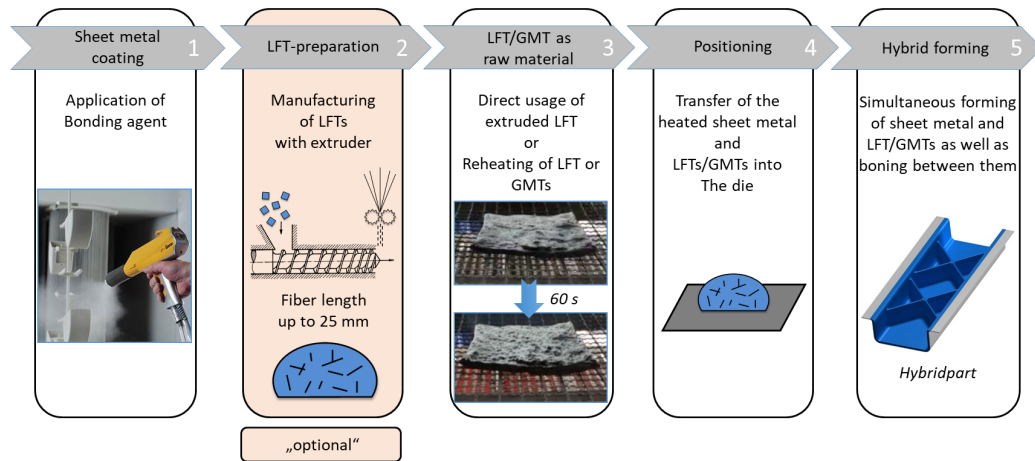 Sheet metal
coating
1
Application of
Bonding agent
LFT-preparation
2
Manufacturing
of LFTs
with extruder
Fiber length
up to 25 mm
„optional“
LFT/GMT as
raw material
3
Direct usage of
extruded LFT
or
Reheating of LFT or
GMTs
60 s
Positioning
4
Transfer of the
heated sheet metal
and
LFTs/GMTs into
The die
Hybrid forming
5
Simultaneous forming
of sheet metal and
LFT/GMTs as well as
boning between them
Hybridpart